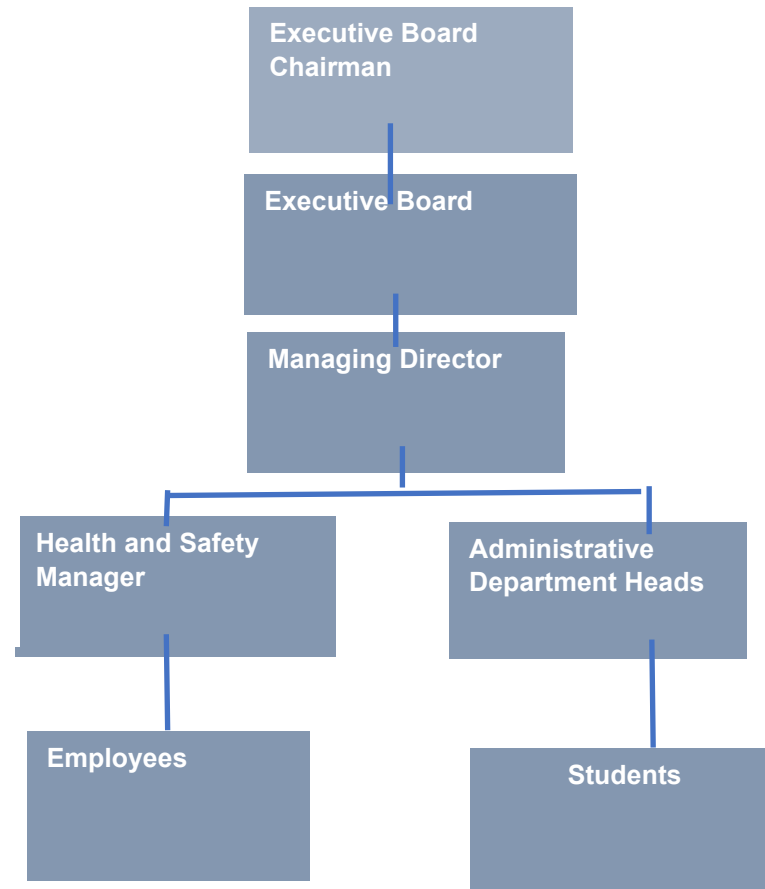 Executive Board
Chairman
Executive Board
Managing Director
Health and Safety
Manager
Administrative
Department Heads
Employees
Students